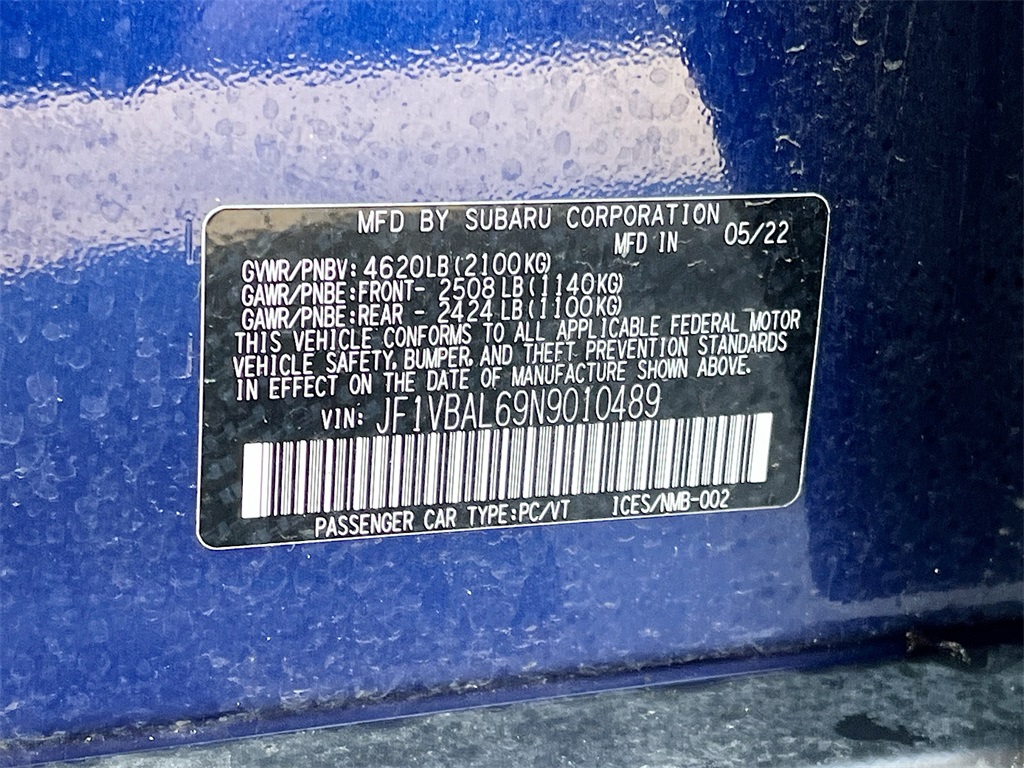 MFD BY SUBARU CORPORATION
MFD IN 05/22
GVWR/PNBV: 4620LB(2100KG)
GAWR/PNBE:FRONT- 2508LB(1140KG)
GAWR/PNBE:REAR - 2424LB(1100KG)
THIS VEHICLE CONFORMS TO ALL APPLICABLE FEDERAL MOTOR
VEHICLE SAFETY, BUMPER, AND THEFT PREVENTION STANDARDS
IN EFFECT ON THE DATE OF MANUFACTURE SHOWN ABOVE.
VIN: JF1VBAL69N9010489
PASSENGER CAR TYPE:PC/VT ICES/NMB-002